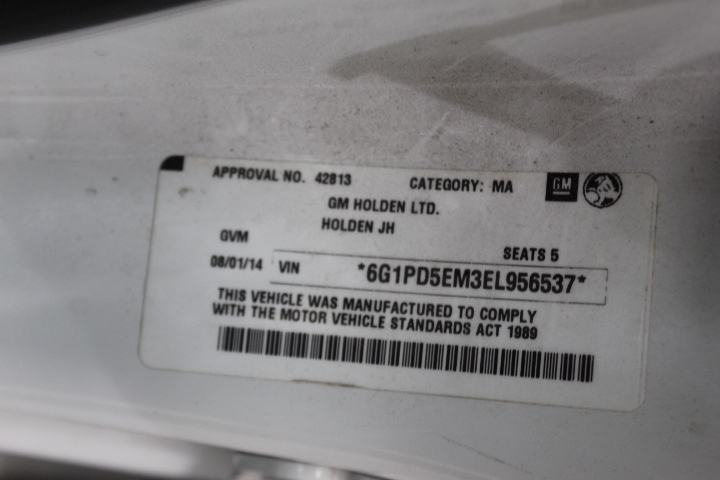 APPROVAL NO. 42813 CATEGORY: MA GM
GM HOLDEN LTD.
HOLDEN JH
GVM SEATS 5
08/01/14 VIN *6G1PD5EM3EL956537*
THIS VEHICLE WAS MANUFACTURED TO COMPLY
WITH THE MOTOR VEHICLE STANDARDS ACT 1989